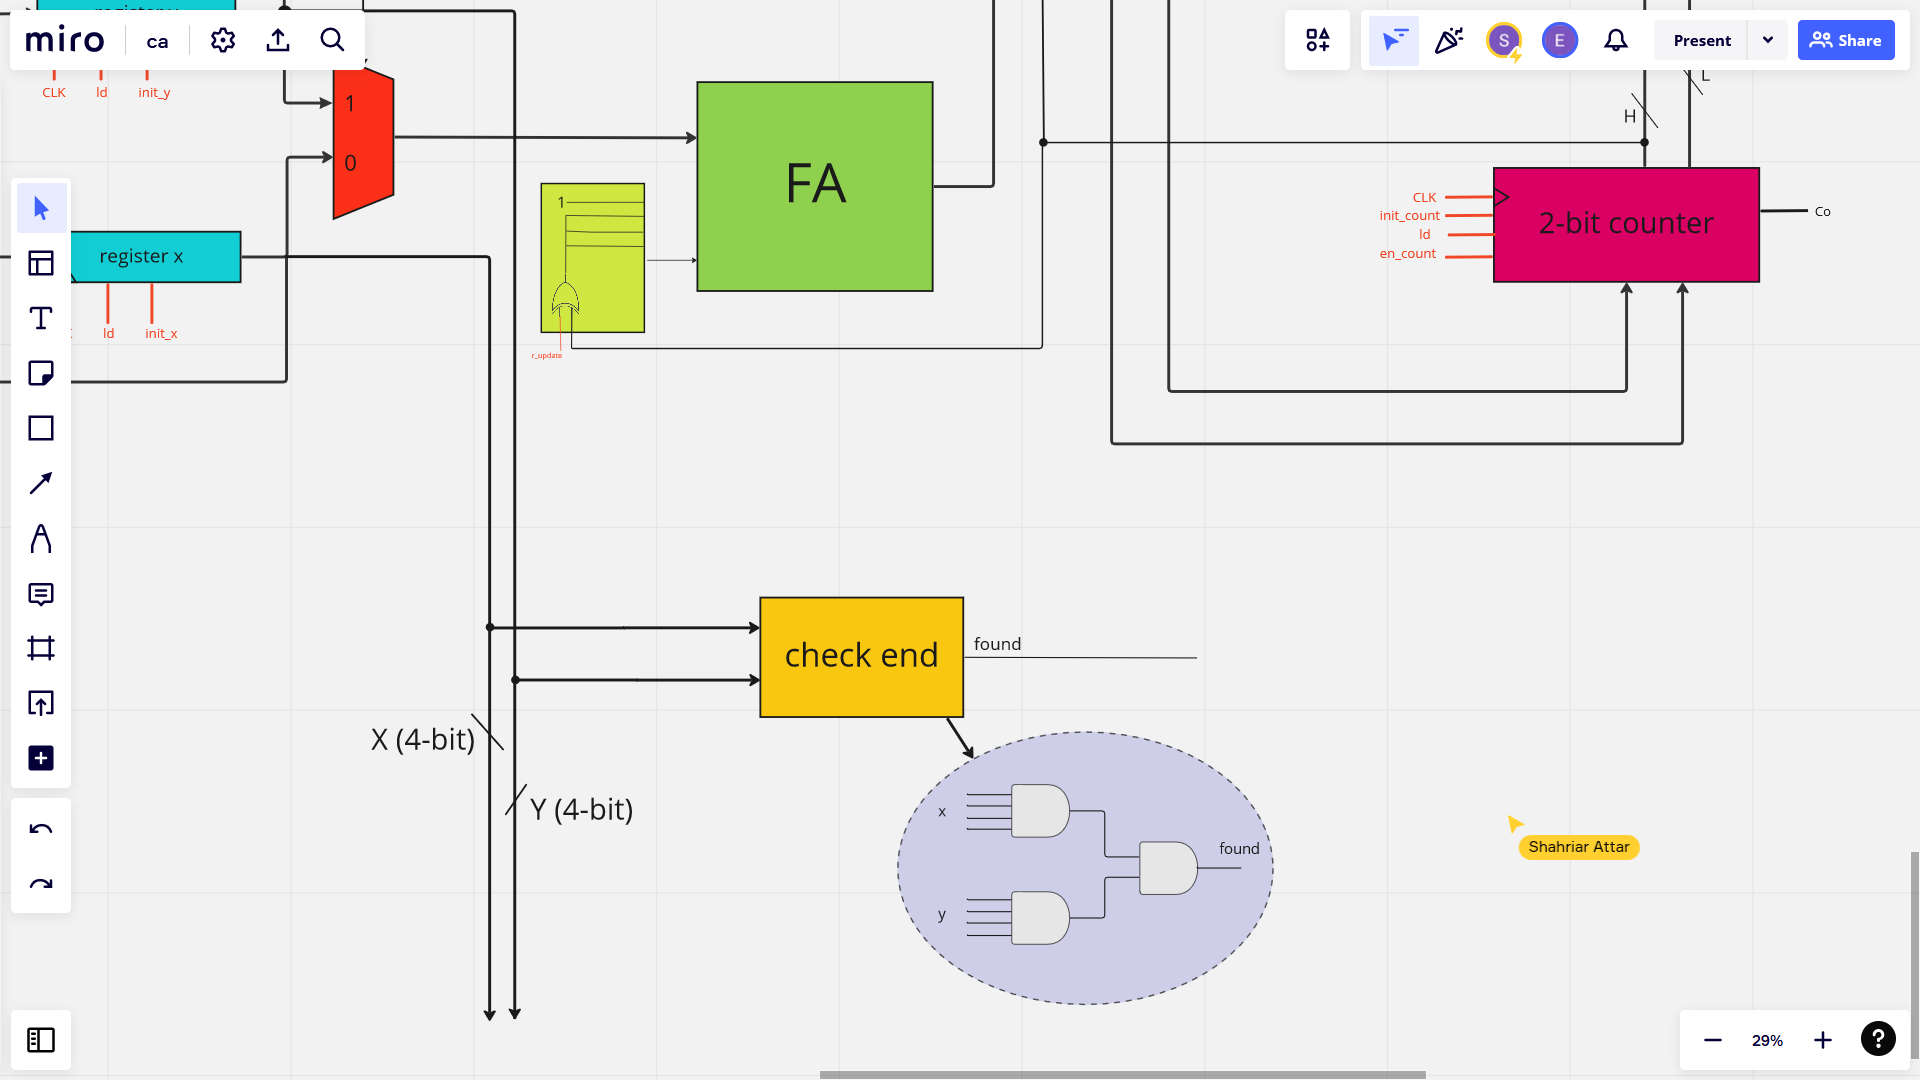 miro
ca
Present
Share
S
E
CLK
ld
init_y
1
0
FA
L
H
CLK
init_count
ld
en_count
2-bit counter
Co
1
register x
ld
init_x
r_update
check end
found
X (4-bit)
Y (4-bit)
x
y
found
Shahriar Attar
29%